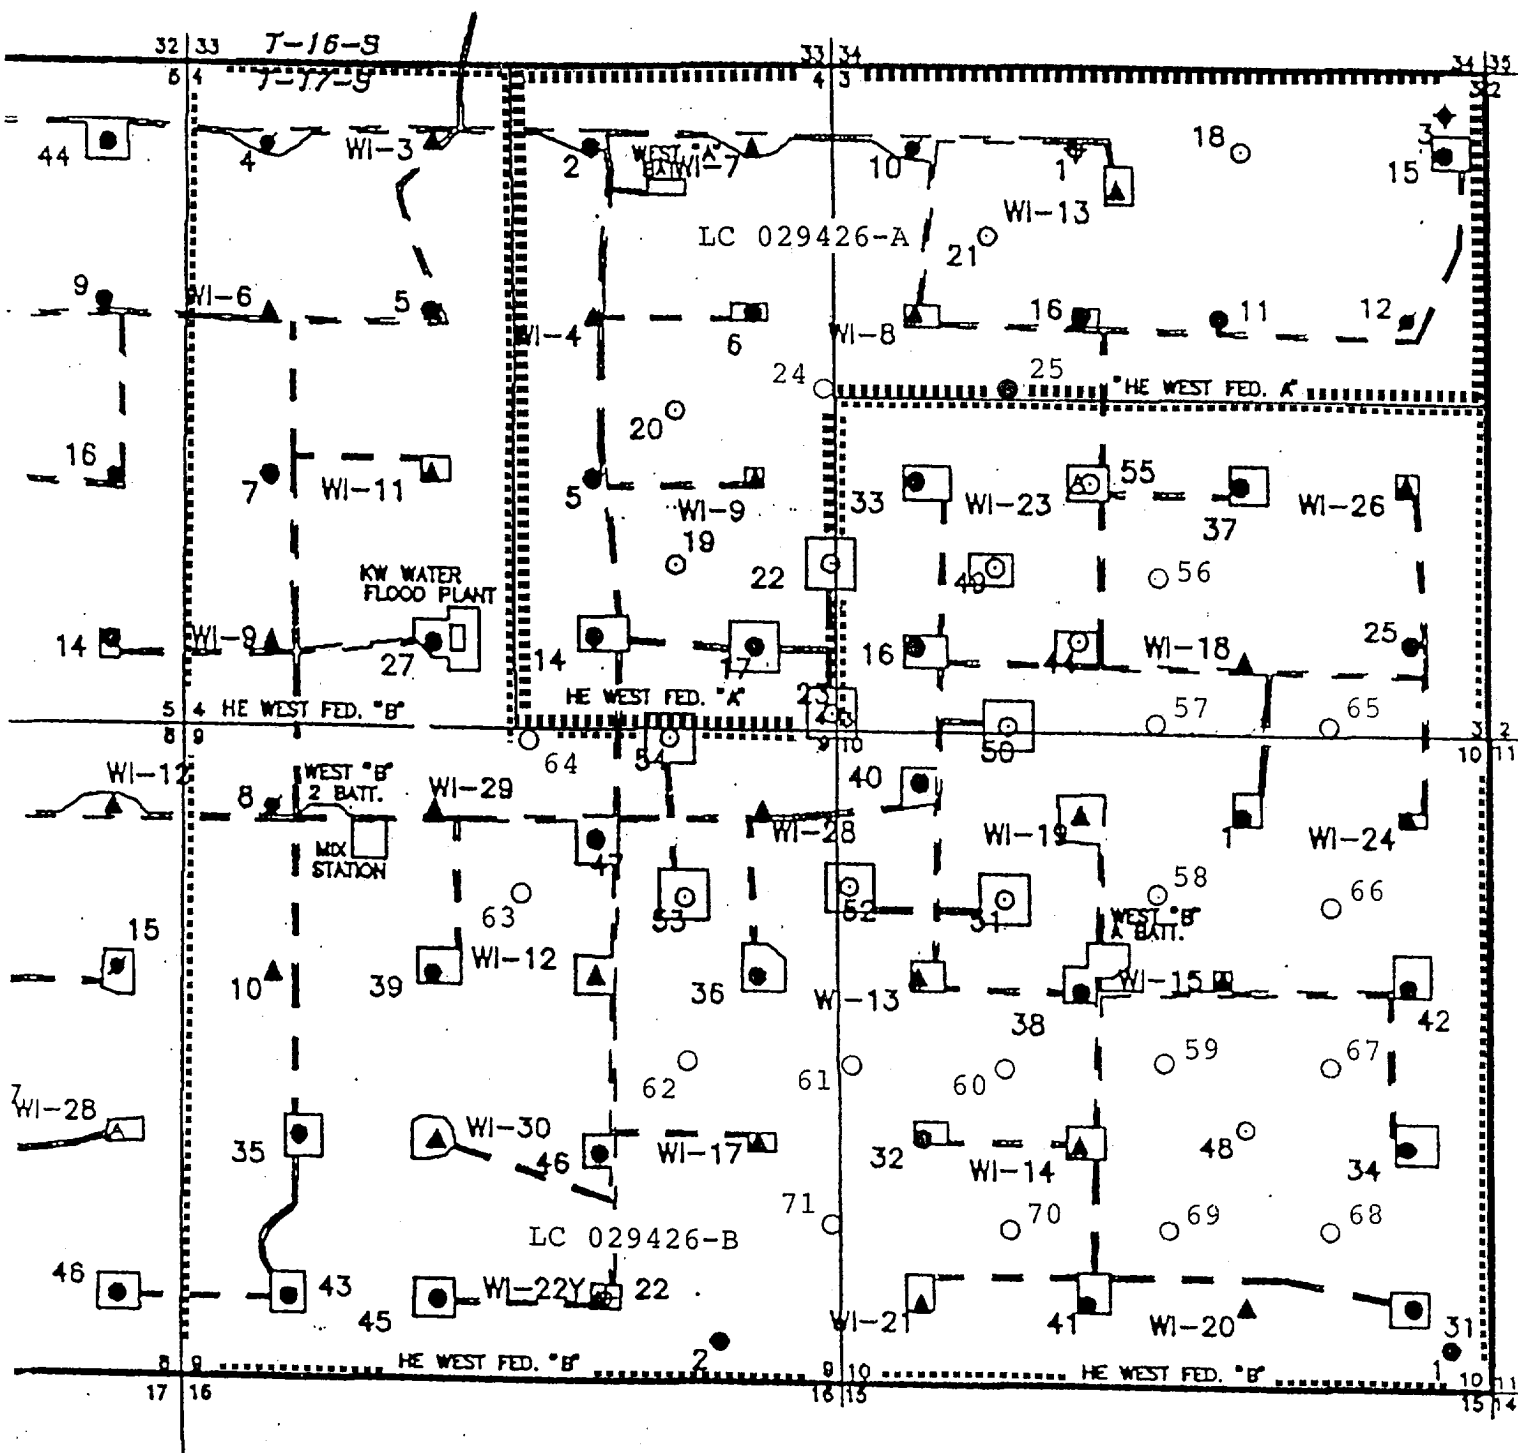 32 33 T-16-S 33 34 34 35
5 4 T-17-S 4 3 3 2
44 4 WI-3 2 WEST "A" BATT. WI-7 10 1 18 3
15
WI-13
LC 029426-A 21
9 WI-6 5 WI-4 6 WI-8 16 11 12
24 25 "HE WEST FED. A"
20
16 7 WI-11 5 WI-9 33 WI-23 55 37 WI-26
19 22 49 56
KW WATER
FLOOD PLANT
14 WI-9 27 14 17 16 44 WI-18 25
HE WEST FED. "A" 23
5 4 HE WEST FED. "B" 4 3 57 65 3 2
8 9 64 54 9 10 50 10 11
WI-12 8 WEST "B"
2 BATT.
WI-29 40
MIX
STATION
47 WI-28 WI-19 1 WI-24
63 53 52 51 58 66
WEST "B"
A BATT.
15 10 39 WI-12 36 WI-13 38 WI-15 42
62 61 60 59 67
7
WI-28 35 WI-30 46 WI-17 32 WI-14 48 34
71 70 69 68
LC 029426-B
46 43 45 WI-22Y 22 WI-21 41 WI-20 31
2 1
8 9 HE WEST FED. "B" 9 10 HE WEST FED. "B" 10 11
17 16 16 15 15 14